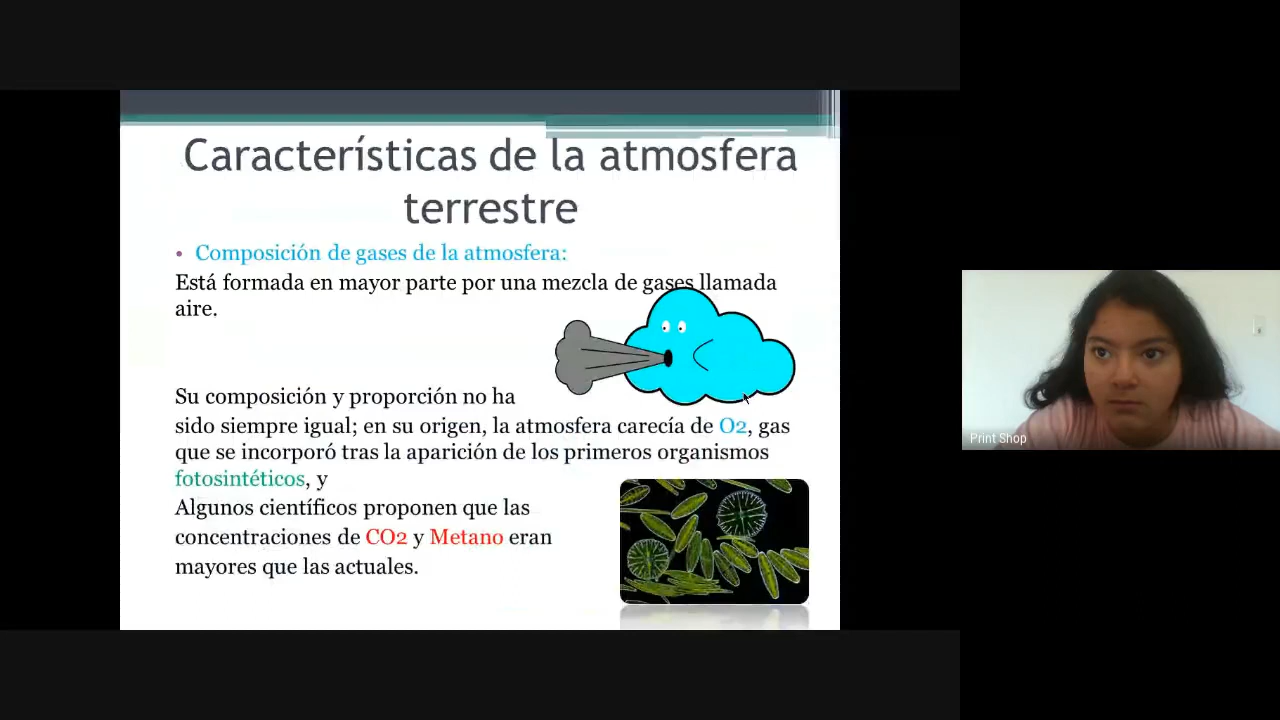 Características de la atmosfera
terrestre
• Composición de gases de la atmosfera:
Está formada en mayor parte por una mezcla de gases llamada
aire.
Su composición y proporción no ha
sido siempre igual; en su origen, la atmosfera carecía de O2, gas
que se incorporó tras la aparición de los primeros organismos
fotosintéticos, y
Algunos científicos proponen que las
concentraciones de CO2 y Metano eran
mayores que las actuales.
Print Shop